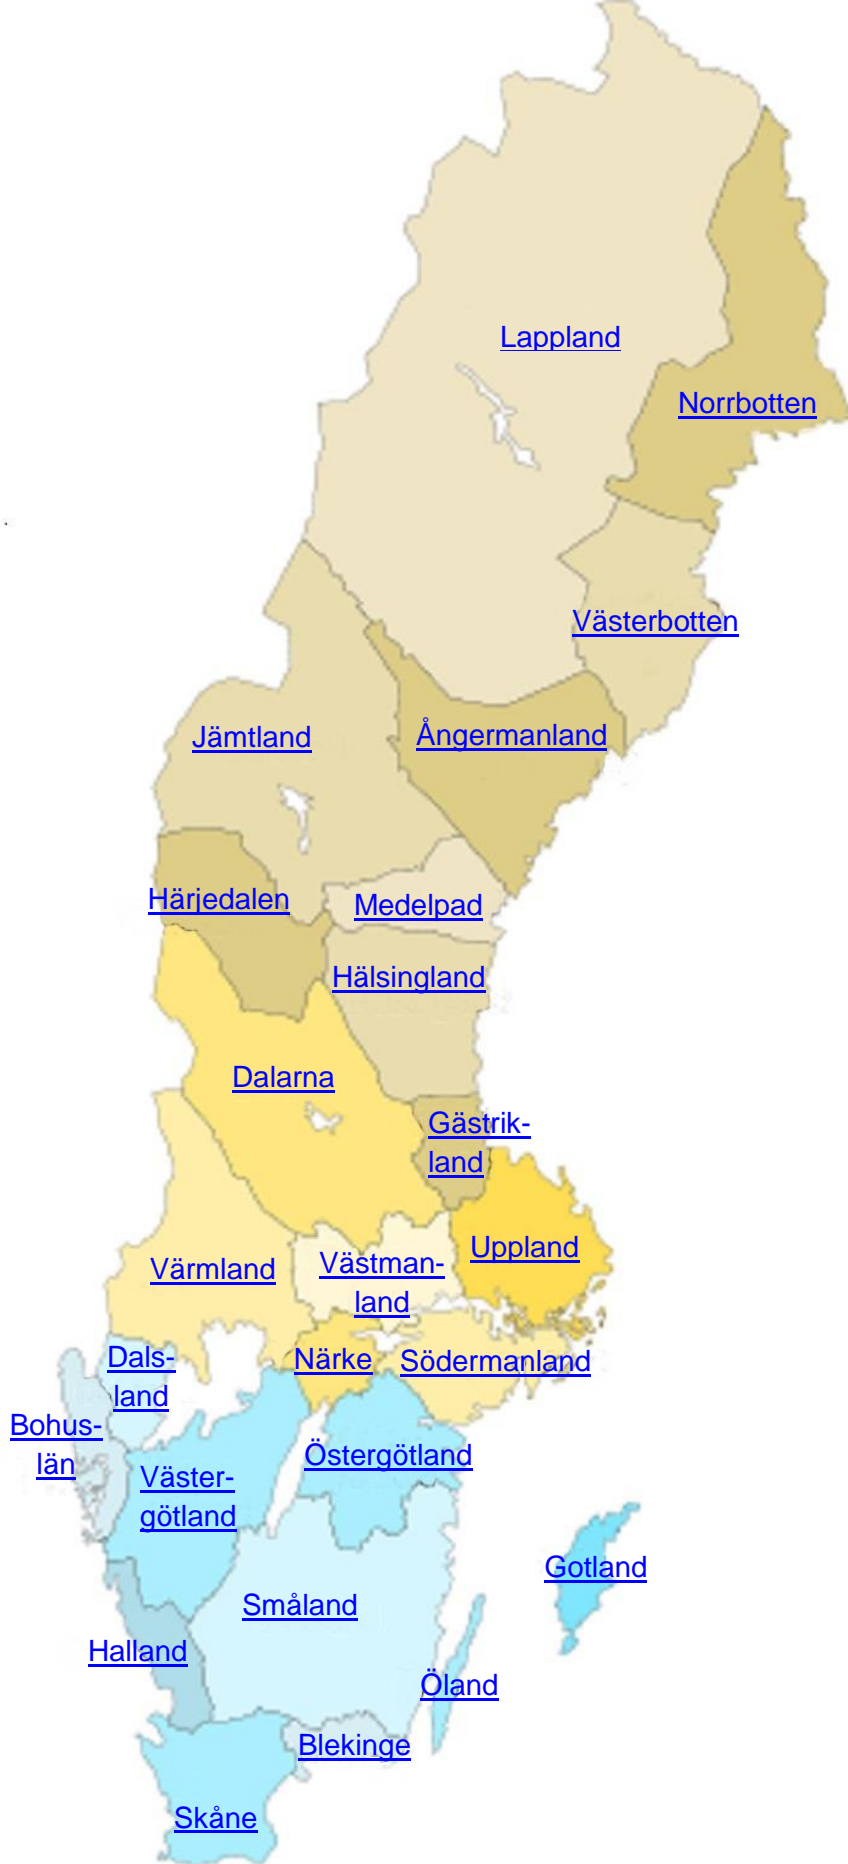 Lappland
Norrbotten
Västerbotten
Jämtland
Ångermanland
Härjedalen
Medelpad
Hälsingland
Dalarna
Gästrik-
land
Uppland
Värmland
Västman-
land
Dals-
land
Närke
Södermanland
Bohus-
län
Östergötland
Väster-
götland
Gotland
Småland
Halland
Öland
Blekinge
Skåne